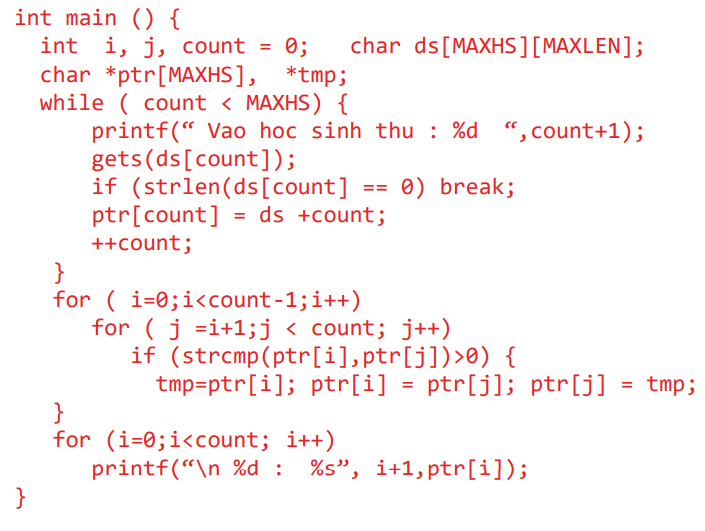 int main () {
int i, j, count = 0; char ds[MAXHS][MAXLEN];
char *ptr[MAXHS], *tmp;
while ( count < MAXHS) {
printf(“ Vao hoc sinh thu : %d “,count+1);
gets(ds[count]);
if (strlen(ds[count] == 0) break;
ptr[count] = ds +count;
++count;
}
for ( i=0;i<count-1;i++)
for ( j =i+1;j < count; j++)
if (strcmp(ptr[i],ptr[j])>0) {
tmp=ptr[i]; ptr[i] = ptr[j]; ptr[j] = tmp;
}
for (i=0;i<count; i++)
printf(“\n %d : %s”, i+1,ptr[i]);
}